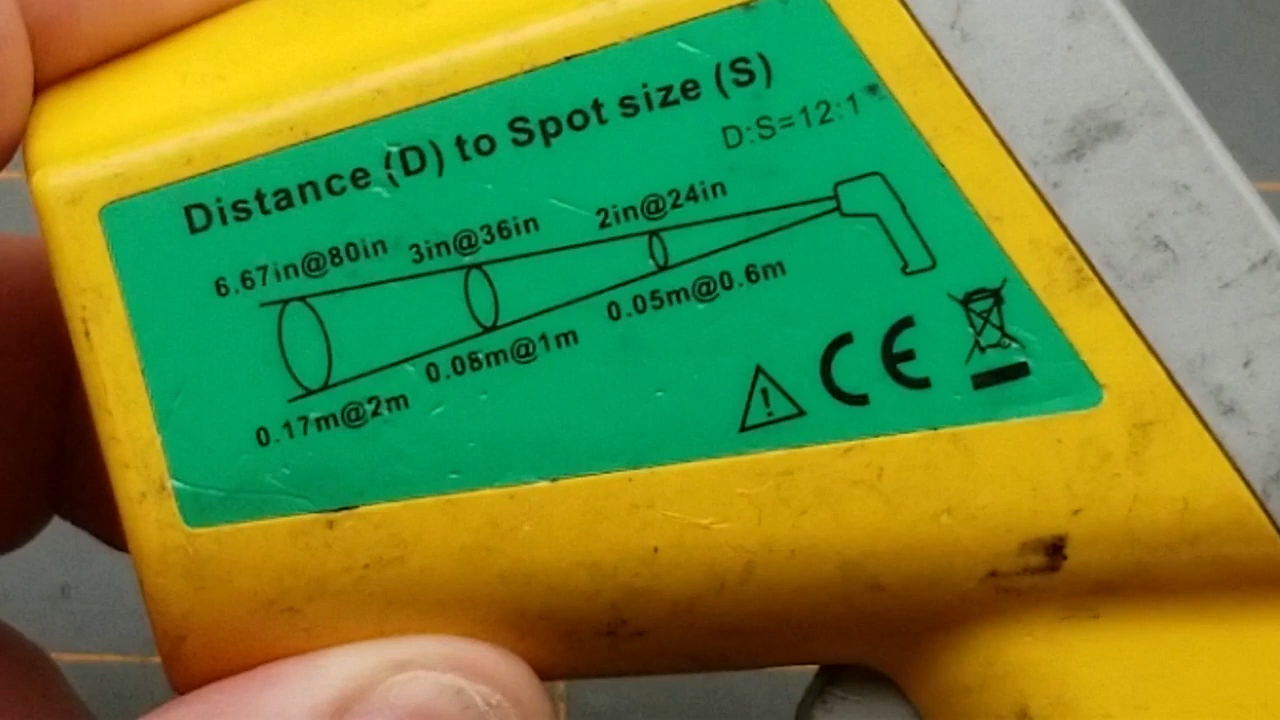 Distance (D) to Spot size (S)
D:S=12:1
6.67in@80in 3in@36in 2in@24in
0.17m@2m 0.08m@1m 0.05m@0.6m
CE